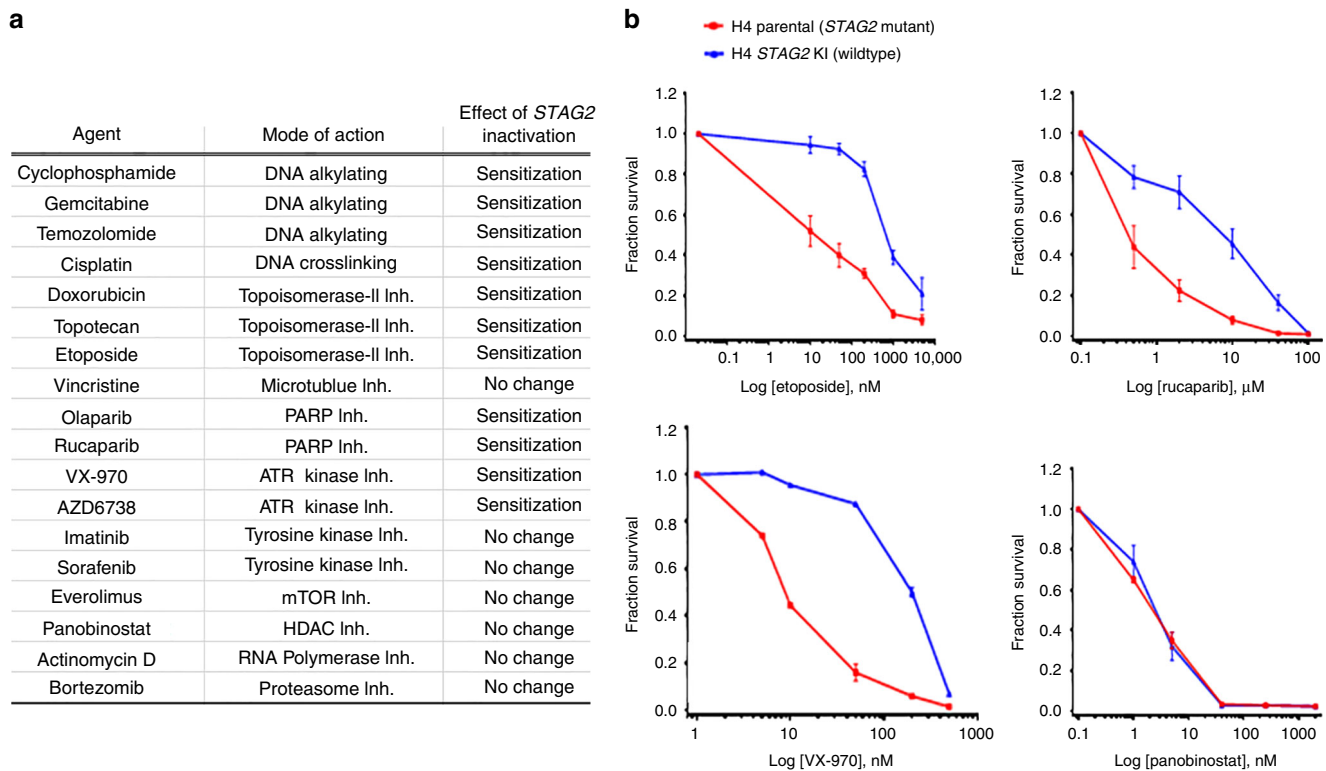 a
Agent Mode of action Effect of STAG2 inactivation
Cyclophosphamide DNA alkylating Sensitization
Gemcitabine DNA alkylating Sensitization
Temozolomide DNA alkylating Sensitization
Cisplatin DNA crosslinking Sensitization
Doxorubicin Topoisomerase-II Inh. Sensitization
Topotecan Topoisomerase-II Inh. Sensitization
Etoposide Topoisomerase-II Inh. Sensitization
Vincristine Microtublue Inh. No change
Olaparib PARP Inh. Sensitization
Rucaparib PARP Inh. Sensitization
VX-970 ATR kinase Inh. Sensitization
AZD6738 ATR kinase Inh. Sensitization
Imatinib Tyrosine kinase Inh. No change
Sorafenib Tyrosine kinase Inh. No change
Everolimus mTOR Inh. No change
Panobinostat HDAC Inh. No change
Actinomycin D RNA Polymerase Inh. No change
Bortezomib Proteasome Inh. No change
b
H4 parental (STAG2 mutant)
H4 STAG2 KI (wildtype)
Fraction survival
1.2
1.0
0.8
0.6
0.4
0.2
0.0
0.1 1 10 100 1000 10,000
Log [etoposide], nM
Fraction survival
1.2
1.0
0.8
0.6
0.4
0.2
0.0
0.1 1 10 100
Log [rucaparib], μM
Fraction survival
1.2
1.0
0.8
0.6
0.4
0.2
0.0
1 10 100 1000
Log [VX-970], nM
Fraction survival
1.2
1.0
0.8
0.6
0.4
0.2
0.0
0.1 1 10 100 1000
Log [panobinostat], nM